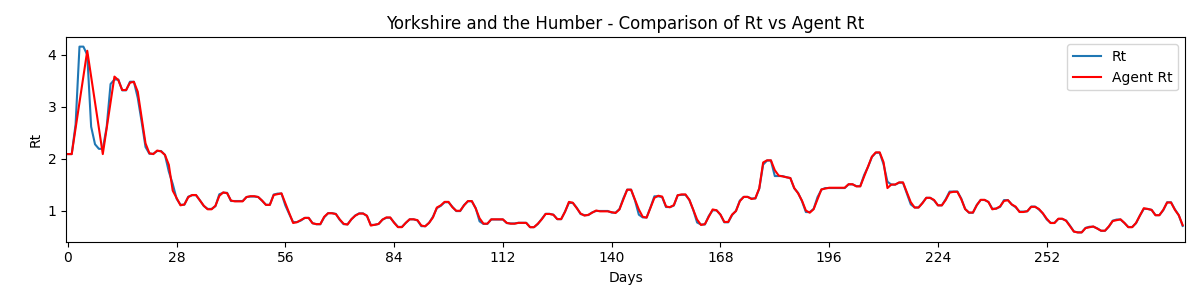 Yorkshire and the Humber - Comparison of Rt vs Agent Rt
Rt
Agent Rt
Rt
4
3
2
1
0 28 56 84 112 140 168 196 224 252
Days